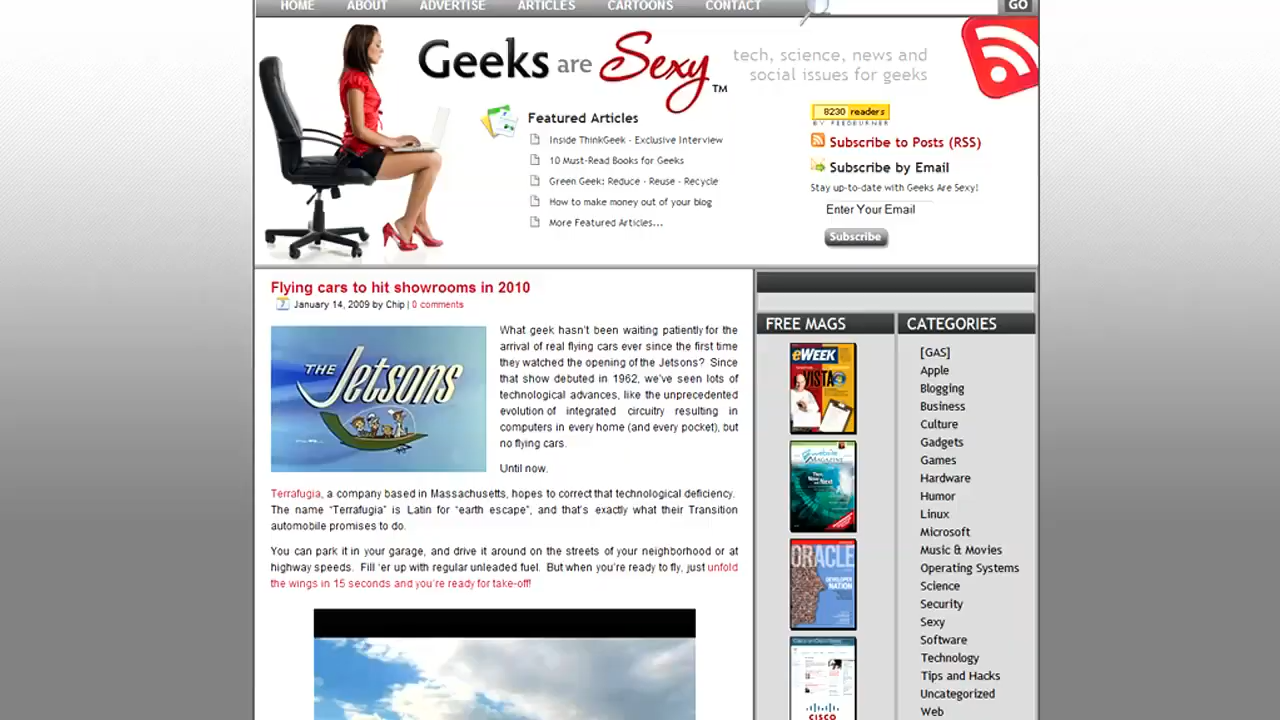 HOME ABOUT ADVERTISE ARTICLES CARTOONS CONTACT GO
Geeks are Sexy™
tech, science, news and
social issues for geeks
Featured Articles
Inside ThinkGeek - Exclusive Interview
10 Must-Read Books for Geeks
Green Geek: Reduce - Reuse - Recycle
How to make money out of your blog
More Featured Articles...
8230 readers
BY FEEDBURNER
Subscribe to Posts (RSS)
Subscribe by Email
Stay up-to-date with Geeks Are Sexy!
Enter Your Email
Subscribe
Flying cars to hit showrooms in 2010
7 January 14, 2009 by Chip | 0 comments
THE Jetsons
What geek hasn't been waiting patiently for the
arrival of real flying cars ever since the first time
they watched the opening of the Jetsons? Since
that show debuted in 1962, we've seen lots of
technological advances, like the unprecedented
evolution of integrated circuitry resulting in
computers in every home (and every pocket), but
no flying cars.
Until now.
Terrafugia, a company based in Massachusetts, hopes to correct that technological deficiency.
The name “Terrafugia” is Latin for “earth escape”, and that's exactly what their Transition
automobile promises to do.
You can park it in your garage, and drive it around on the streets of your neighborhood or at
highway speeds. Fill 'er up with regular unleaded fuel. But when you're ready to fly, just unfold
the wings in 15 seconds and you're ready for take-off!
FREE MAGS
eWEEK
VISTA
website
MAGAZINE
ORACLE
DEVELOPER
NATION
CISCO
CATEGORIES
[GAS]
Apple
Blogging
Business
Culture
Gadgets
Games
Hardware
Humor
Linux
Microsoft
Music & Movies
Operating Systems
Science
Security
Sexy
Software
Technology
Tips and Hacks
Uncategorized
Web